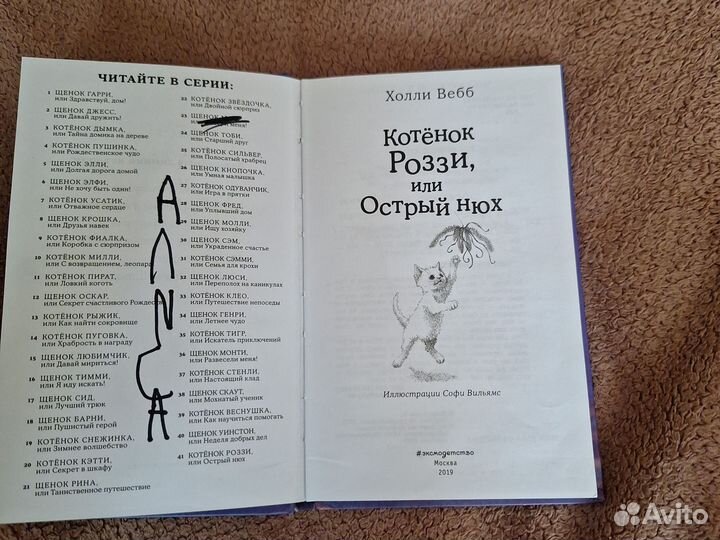 ЧИТАЙТЕ В СЕРИИ:
1 ЩЕНОК ГАРРИ,
или Здравствуй, дом!
2 ЩЕНОК ДЖЕСС,
или Давай дружить!
3 КОТЁНОК ДЫМКА,
или Тайна домика на дереве
4 КОТЁНОК ПУШИНКА,
или Рождественское чудо
5 ЩЕНОК ЭЛЛИ,
или Долгая дорога домой
6 ЩЕНОК ЭЛФИ,
или Не хочу быть один!
7 КОТЁНОК УСАТИК,
или Отважное сердце
8 ЩЕНОК КРОШКА,
или Друзья навек
9 КОТЁНОК ФИАЛКА,
или Коробка с сюрпризом
10 КОТЁНОК МИЛЛИ,
или С возвращением, леопард
11 КОТЁНОК ПИРАТ,
или Ловкий коготь
12 ЩЕНОК ОСКАР,
или Секрет счастливого Рождест
13 КОТЁНОК РЫЖИК,
или Как найти сокровище
14 КОТЁНОК ПУГОВКА,
или Храбрость в награду
15 ЩЕНОК ЛЮБИМЧИК,
или Давай мириться!
16 ЩЕНОК ТИММИ,
или Я иду искать!
17 ЩЕНОК СИД,
или Лучший трюк
18 ЩЕНОК БАРНИ,
или Пушистый герой
19 КОТЁНОК СНЕЖИНКА,
или Зимнее волшебство
20 КОТЁНОК КЭТТИ,
или Секрет в шкафу
21 ЩЕНОК РИНА,
или Таинственное путешествие
22 КОТЁНОК ЗВЁЗДОЧКА,
или Двойной сюрприз
23 ЩЕНОК
меня!
24 ЩЕНОК ТОБИ,
или Старший друг
25 КОТЁНОК СИЛЬВЕР,
или Полосатый храбрец
26 ЩЕНОК КНОПОЧКА,
или Умная малышка
27 КОТЁНОК ОДУВАНЧИК,
или Игра в прятки
28 ЩЕНОК ФРЕД,
или Уплывший дом
29 ЩЕНОК МОЛЛИ,
или Ищу хозяйку
30 ЩЕНОК СЭМ,
или Украденное счастье
31 КОТЁНОК СЭММИ,
или Семья для крохи
32 ЩЕНОК ЛЮСИ,
или Переполох на каникулах
33 КОТЁНОК КЛЕО,
или Путешествие непоседы
34 ЩЕНОК ГЕНРИ,
или Летнее чудо
35 КОТЁНОК ТИГР,
или Искатель приключений
36 ЩЕНОК МОНТИ,
или Развесели меня!
37 КОТЁНОК СТЕНЛИ,
или Настоящий клад
38 ЩЕНОК СКАУТ,
или Мохнатый ученик
39 КОТЁНОК ВЕСНУШКА,
или Как научиться помогать
40 ЩЕНОК УИНСТОН,
или Неделя добрых дел
41 КОТЁНОК РОЗЗИ,
или Острый нюх
Холли Вебб
Котёнок
Роззи,
или
Острый нюх
Иллюстрации Софи Вильямс
#эксмодетство
Москва
2019
Avito